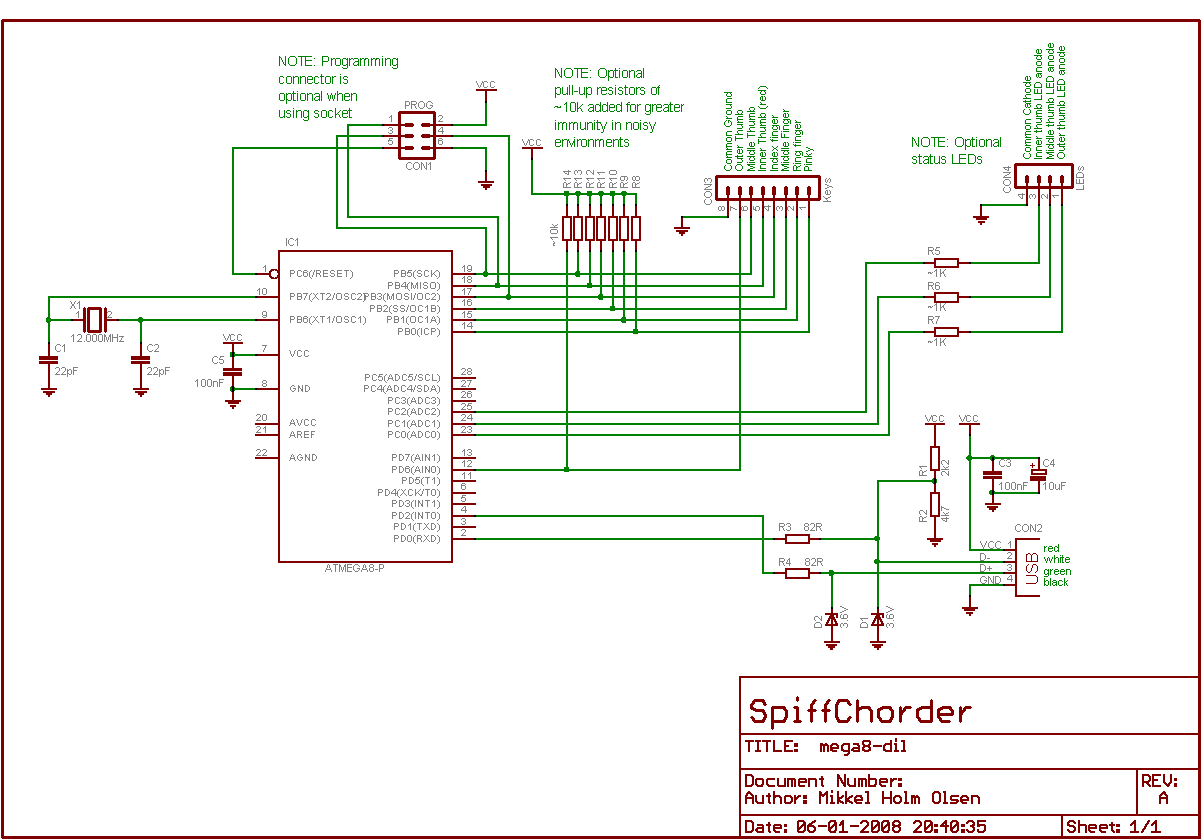 NOTE: Programming
connector is
optional when
using socket
PROG
1
2
3
4
5
6
CON1
VCC
NOTE: Optional
pull-up resistors of
~10k added for greater
immunity in noisy
environments
VCC
R14
R13
R12
R11
R10
R9
R8
~10k
Common Ground
Outer Thumb
Middle Thumb
Inner Thumb (red)
Index finger
Middle Finger
Ring finger
Pinky
CON3
Keys
8
7
6
5
4
3
2
1
NOTE: Optional
status LEDs
Common Cathode
Inner thumb LED anode
Middle thumb LED anode
Outer thumb LED anode
CON4
LEDs
4
3
2
1
R5
~1K
R6
~1K
R7
~1K
IC1
1
PC6(/RESET)
10
PB7(XT2/OSC2)
9
PB6(XT1/OSC1)
7
VCC
8
GND
20
AVCC
21
AREF
22
AGND
PB5(SCK)
19
PB4(MISO)
18
PB3(MOSI/OC2)
17
PB2(SS/OC1B)
16
PB1(OC1A)
15
PB0(ICP)
14
PC5(ADC5/SCL)
28
PC4(ADC4/SDA)
27
PC3(ADC3)
26
PC2(ADC2)
25
PC1(ADC1)
24
PC0(ADC0)
23
PD7(AIN1)
13
PD6(AIN0)
12
PD5(T1)
11
PD4(XCK/T0)
6
PD3(INT1)
5
PD2(INT0)
4
PD1(TXD)
3
PD0(RXD)
2
ATMEGA8-P
X1
1
2
12.000MHz
C1
22pF
C2
22pF
VCC
C5
100nF
VCC
VCC
R1
2k2
R2
4k7
C3
100nF
+
C4
10uF
R3 82R
R4 82R
D2
3.6V
D1
3.6V
CON2
VCC 1
D- 2
D+ 3
GND 4
USB
red
white
green
black
SpiffChorder
TITLE: mega8-dil
Document Number:
Author: Mikkel Holm Olsen
REV:
A
Date: 06-01-2008 20:40:35
Sheet: 1/1